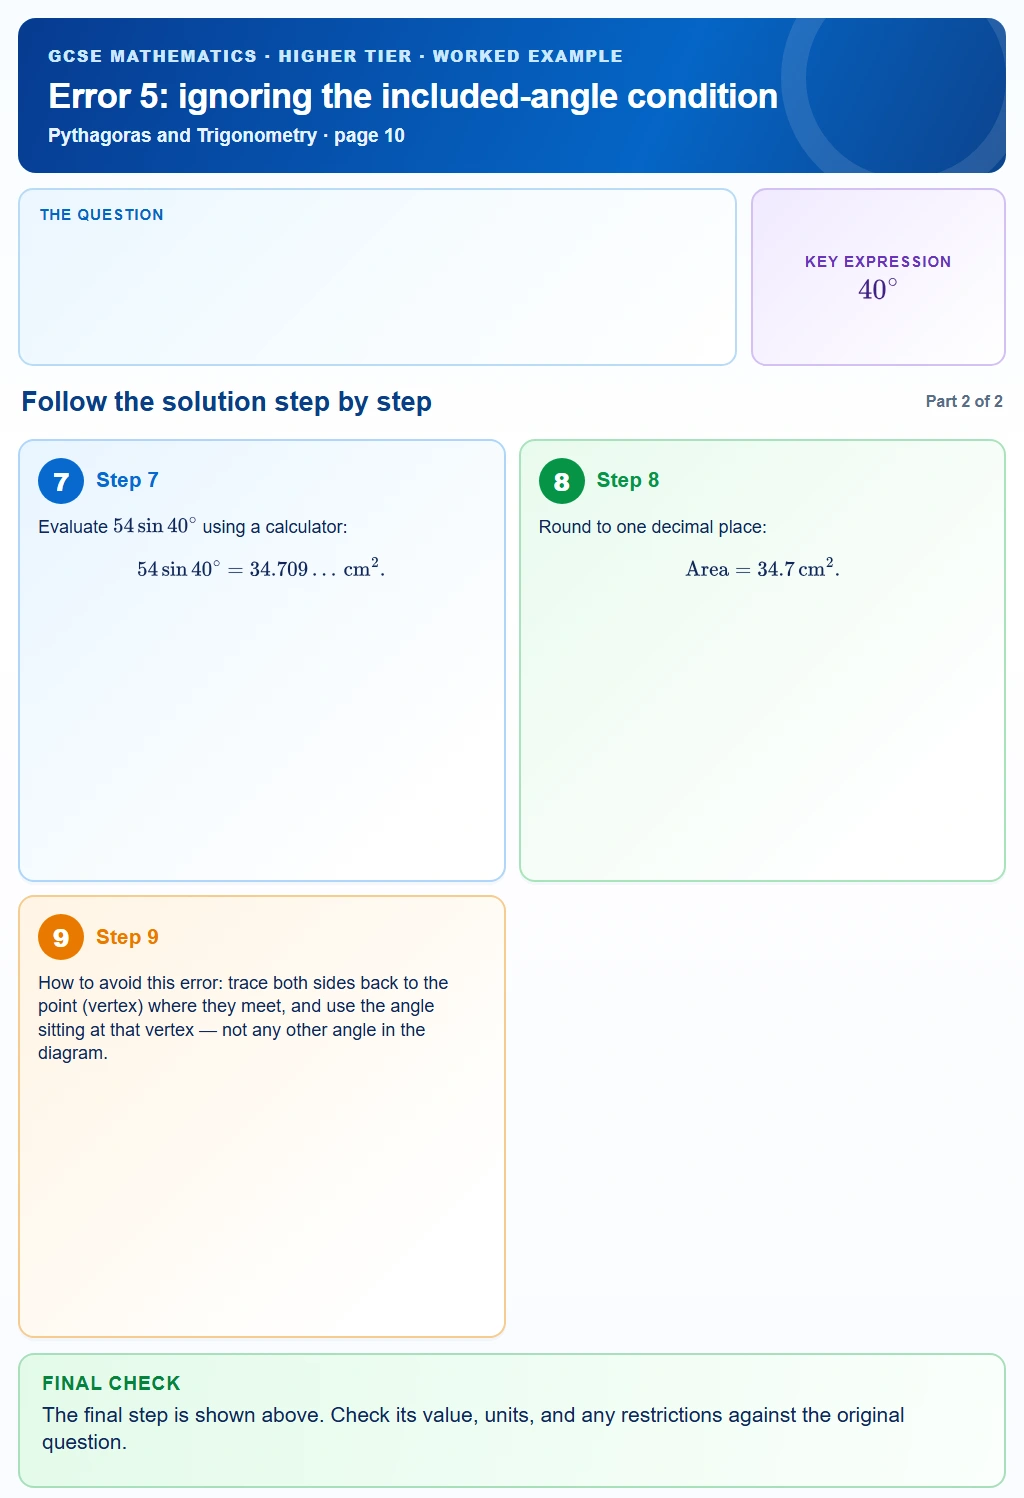 GCSE MATHEMATICS · HIGHER TIER · WORKED EXAMPLE
Error 5: ignoring the included-angle condition
Pythagoras and Trigonometry · page 10
THE QUESTION
KEY EXPRESSION
40°
Follow the solution step by step
Part 2 of 2
7 Step 7
Evaluate 54 sin 40° using a calculator:
54 sin 40° = 34.709… cm².
8 Step 8
Round to one decimal place:
Area = 34.7 cm².
9 Step 9
How to avoid this error: trace both sides back to the
point (vertex) where they meet, and use the angle
sitting at that vertex — not any other angle in the
diagram.
FINAL CHECK
The final step is shown above. Check its value, units, and any restrictions against the original
question.